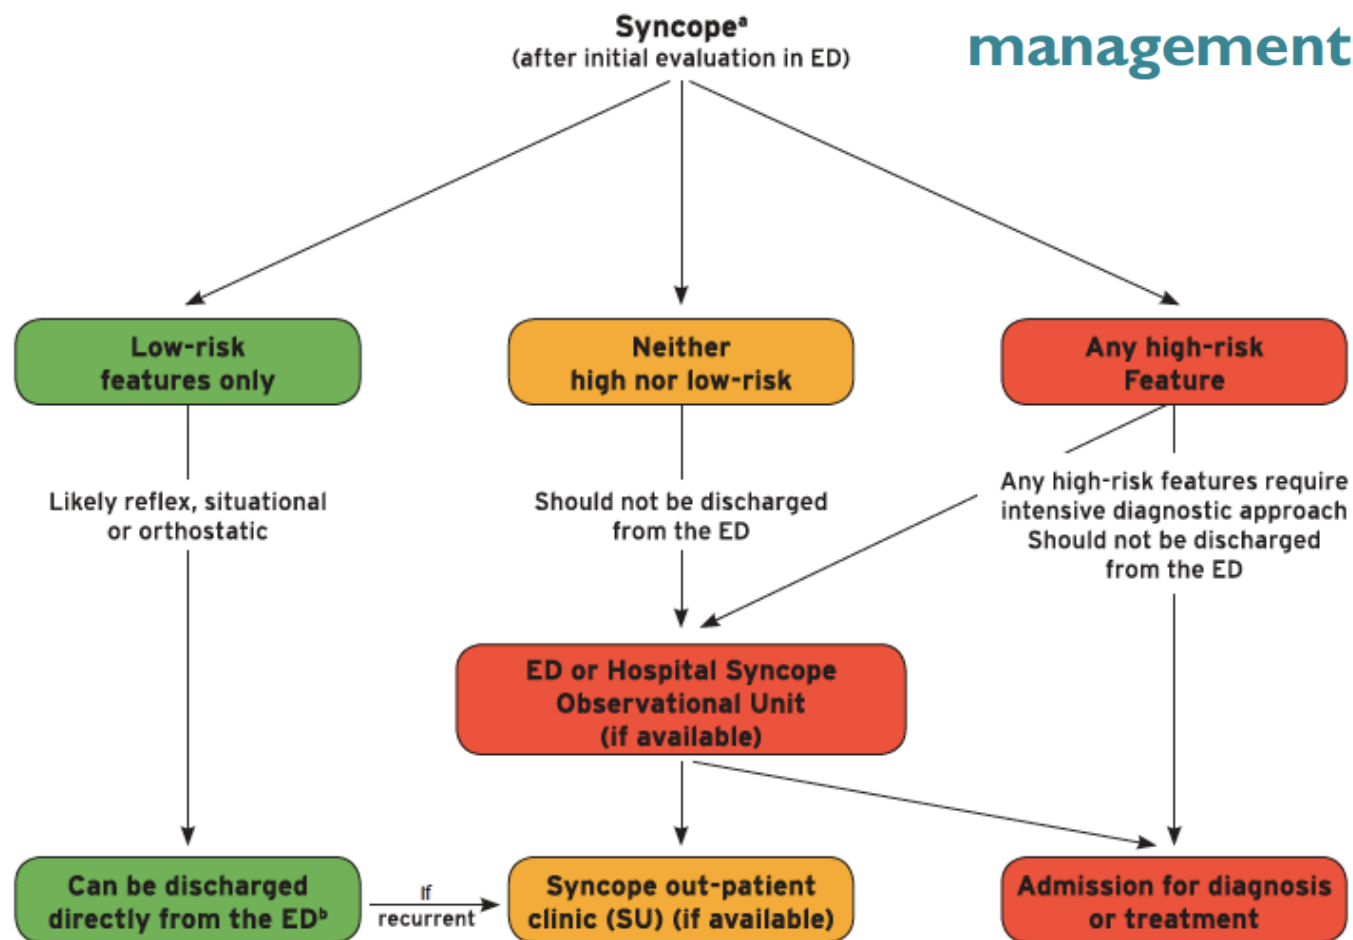 management
Syncopeᵃ
(after initial evaluation in ED)
Low-risk
features only
Neither
high nor low-risk
Any high-risk
Feature
Likely reflex, situational
or orthostatic
Should not be discharged
from the ED
Any high-risk features require
intensive diagnostic approach
Should not be discharged
from the ED
ED or Hospital Syncope
Observational Unit
(if available)
Can be discharged
directly from the EDᵇ
If
recurrent
Syncope out-patient
clinic (SU) (if available)
Admission for diagnosis
or treatment